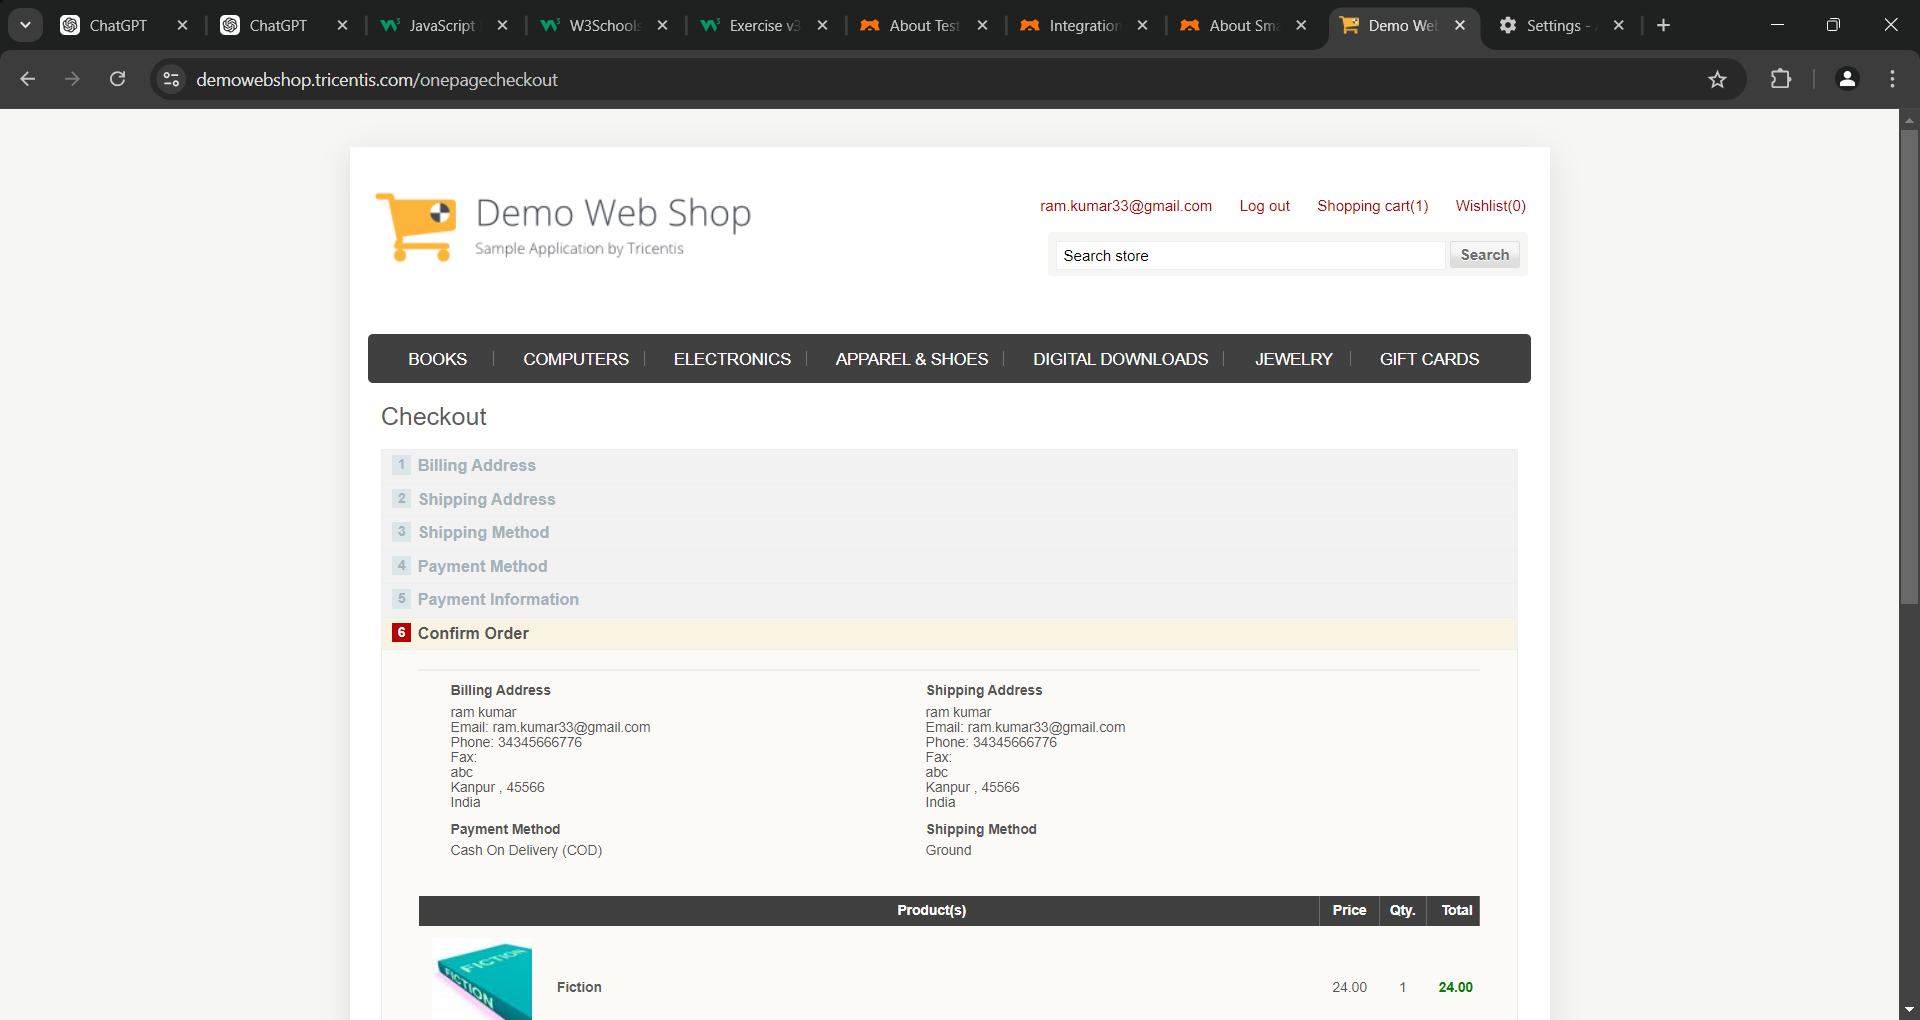 ChatGPT
ChatGPT
JavaScript
W3Schools
Exercise v3
About Test
Integration
About Sma
Demo Web
Settings -
demowebshop.tricentis.com/onepagecheckout
Demo Web Shop
Sample Application by Tricentis
ram.kumar33@gmail.com Log out Shopping cart(1) Wishlist(0)
Search store Search
BOOKS COMPUTERS ELECTRONICS APPAREL & SHOES DIGITAL DOWNLOADS JEWELRY GIFT CARDS
Checkout
1 Billing Address
2 Shipping Address
3 Shipping Method
4 Payment Method
5 Payment Information
6 Confirm Order
Billing Address
ram kumar
Email: ram.kumar33@gmail.com
Phone: 34345666776
Fax:
abc
Kanpur , 45566
India
Payment Method
Cash On Delivery (COD)
Shipping Address
ram kumar
Email: ram.kumar33@gmail.com
Phone: 34345666776
Fax:
abc
Kanpur , 45566
India
Shipping Method
Ground
Product(s) Price Qty. Total
FICTION
FICTION
Fiction 24.00 1 24.00